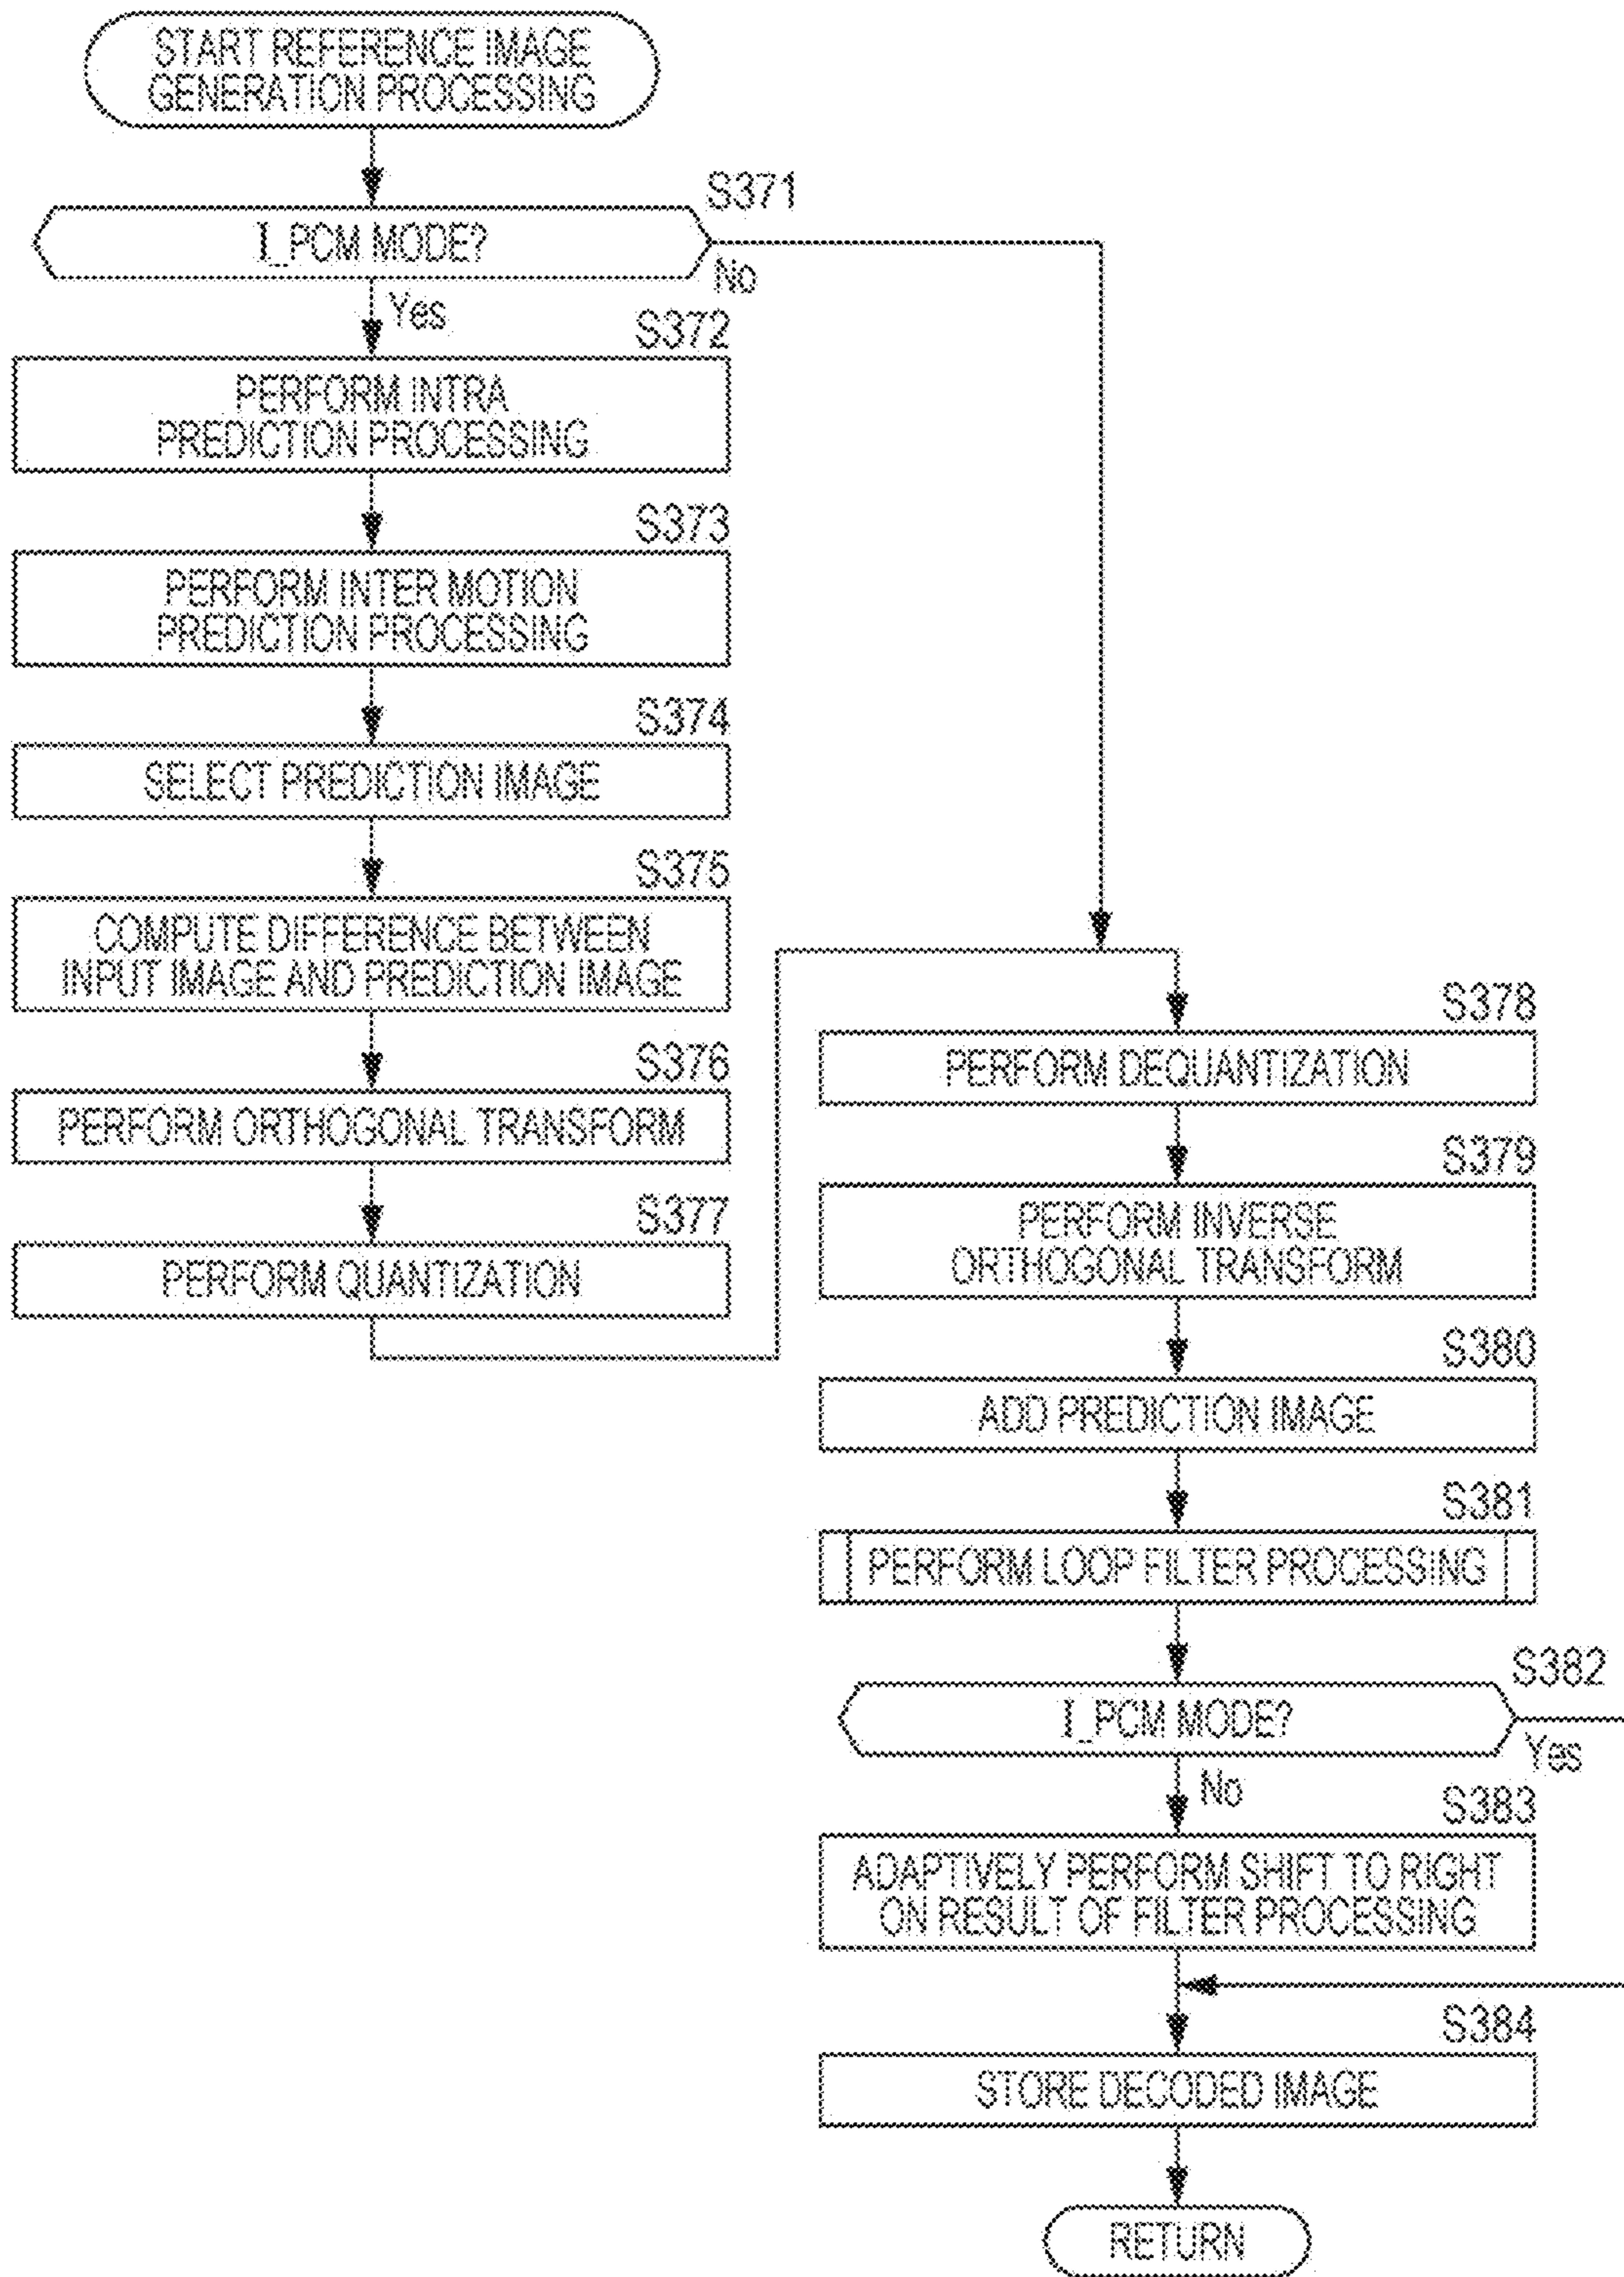 START REFERENCE IMAGE
GENERATION PROCESSING
S371
I_PCM MODE?
No
Yes
S372
PERFORM INTRA
PREDICTION PROCESSING
S373
PERFORM INTER MOTION
PREDICTION PROCESSING
S374
SELECT PREDICTION IMAGE
S375
COMPUTE DIFFERENCE BETWEEN
INPUT IMAGE AND PREDICTION IMAGE
S376
PERFORM ORTHOGONAL TRANSFORM
S377
PERFORM QUANTIZATION
S378
PERFORM DEQUANTIZATION
S379
PERFORM INVERSE
ORTHOGONAL TRANSFORM
S380
ADD PREDICTION IMAGE
S381
PERFORM LOOP FILTER PROCESSING
S382
I_PCM MODE?
Yes
No
S383
ADAPTIVELY PERFORM SHIFT TO RIGHT
ON RESULT OF FILTER PROCESSING
S384
STORE DECODED IMAGE
RETURN